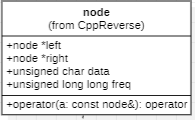 node
(from CppReverse)
+node *left
+node *right
+unsigned char data
+unsigned long long freq
+operator(a: const node&): operator